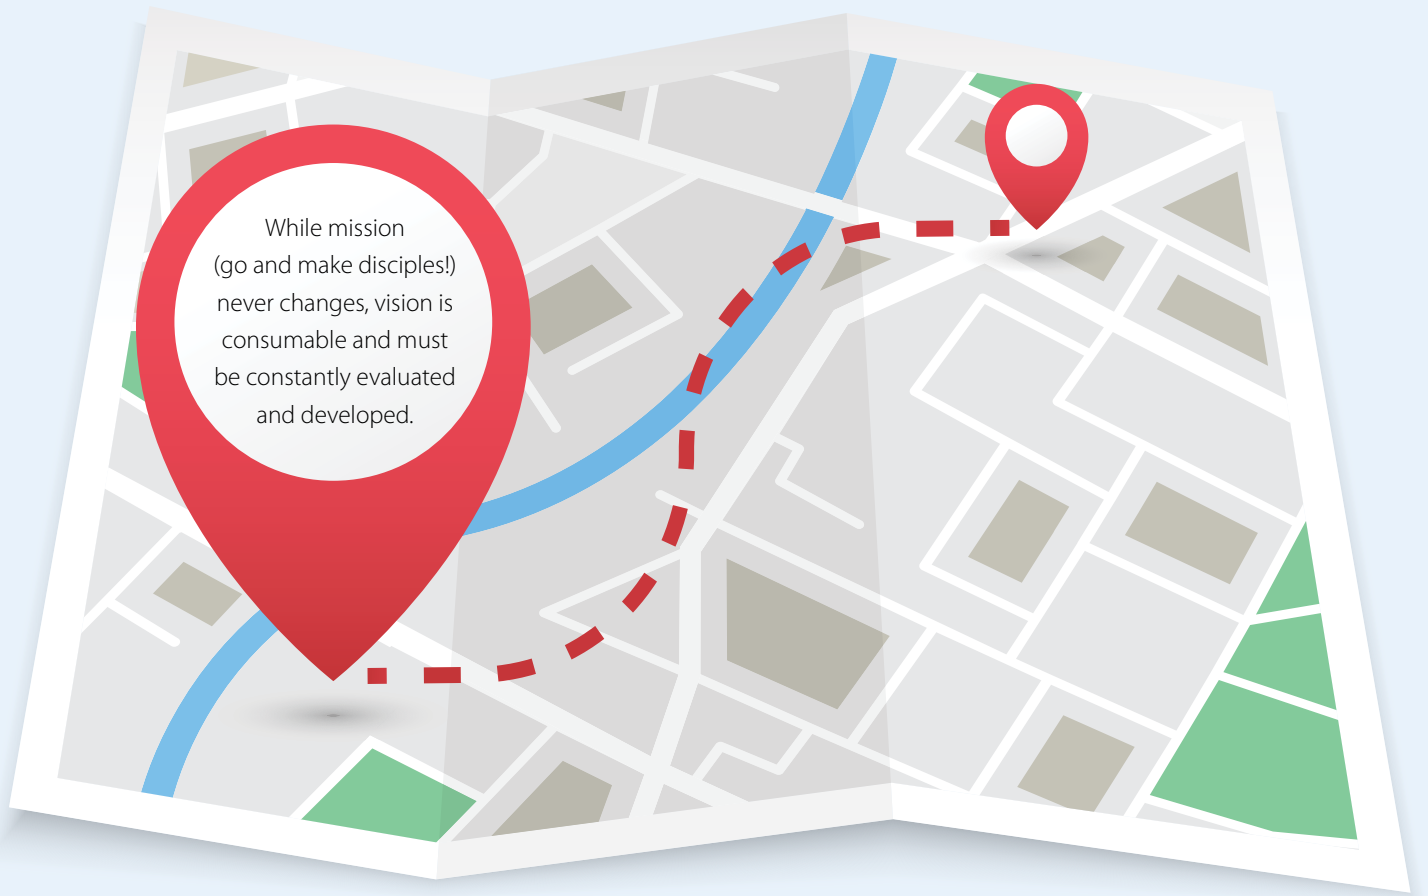 While mission
(go and make disciples!)
never changes, vision is
consumable and must
be constantly evaluated
and developed.